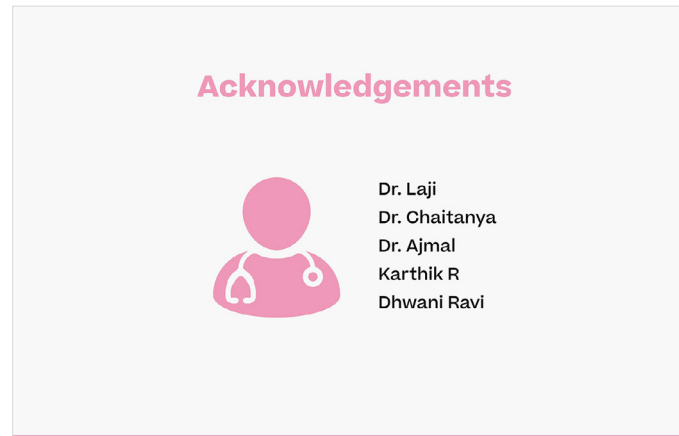 Acknowledgements
Dr. Laji
Dr. Chaitanya
Dr. Ajmal
Karthik R
Dhwani Ravi